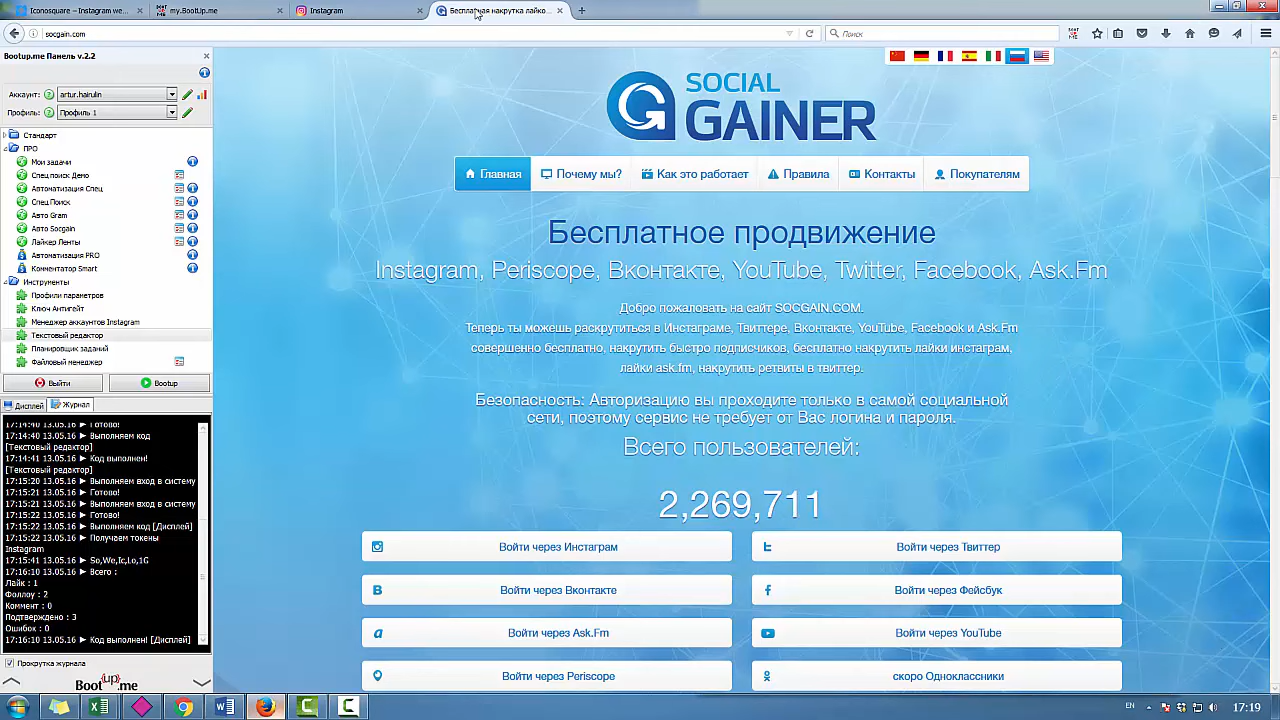 Iconosquare - Instagram we...
my.BootUp.me
Instagram
Бесплатная накрутка лайко...
socgain.com
Поиск
Bootup.me Панель v.2.2
Аккаунт:
artur.hairulin
Профиль:
Профиль 1
Стандарт
ПРО
Мои задачи
Спец поиск Демо
Автоматизация Спец
Спец Поиск
Авто Gram
Авто Socgain
Лайкер Ленты
Автоматизация PRO
Комментатор Smart
Инструменты
Профили параметров
Ключ Антигейт
Менеджер аккаунтов Instagram
Текстовый редактор
Планировщик заданий
Файловый менеджер
Выйти
Bootup
Дисплей
Журнал
17:14:40 13.05.16 ► Готово!
17:14:40 13.05.16 ► Выполняем код
[Текстовый редактор]
17:14:41 13.05.16 ► Код выполнен!
[Текстовый редактор]
17:15:20 13.05.16 ► Выполняем вход в систему
17:15:21 13.05.16 ► Готово!
17:15:21 13.05.16 ► Выполняем вход в систему
17:15:22 13.05.16 ► Готово!
17:15:22 13.05.16 ► Выполняем код [Дисплей]
17:15:32 13.05.16 ► Получаем токены
Instagram
17:15:41 13.05.16 ► So,We,Ic,Lo,1G
17:16:10 13.05.16 ► Всего :
Лайк : 1
Фоллоу : 2
Коммент : 0
Подтверждено : 3
Ошибок : 0
17:16:10 13.05.16 ► Код выполнен! [Дисплей]
Прокрутка журнала
Boot{up}.me
SOCIAL
GAINER
Главная
Почему мы?
Как это работает
Правила
Контакты
Покупателям
Бесплатное продвижение
Instagram, Periscope, Вконтакте, YouTube, Twitter, Facebook, Ask.Fm
Добро пожаловать на сайт SOCGAIN.COM.
Теперь ты можешь раскрутиться в Инстаграме, Твиттере, Вконтакте, YouTube, Facebook и Ask.Fm
совершенно бесплатно, накрутить быстро подписчиков, бесплатно накрутить лайки инстаграм,
лайки ask.fm, накрутить ретвиты в твиттер.
Безопасность: Авторизацию вы проходите только в самой социальной
сети, поэтому сервис не требует от Вас логина и пароля.
Всего пользователей:
2,269,711
Войти через Инстаграм
Войти через Твиттер
Войти через Вконтакте
Войти через Фейсбук
Войти через Ask.Fm
Войти через YouTube
Войти через Periscope
скоро Одноклассники
EN
17:19